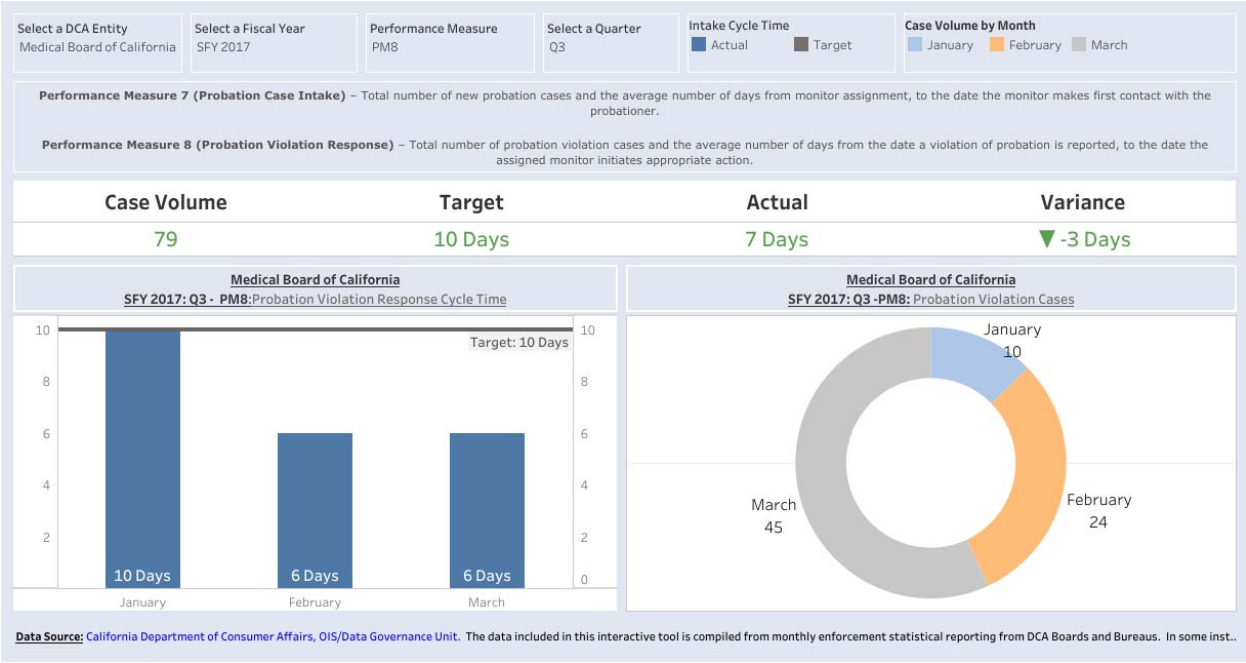 Select a DCA Entity
Medical Board of California
Select a Fiscal Year
SFY 2017
Performance Measure
PM8
Select a Quarter
Q3
Intake Cycle Time
Actual
Target
Case Volume by Month
January
February
March
Performance Measure 7 (Probation Case Intake) – Total number of new probation cases and the average number of days from monitor assignment, to the date the monitor makes first contact with the
probationer.
Performance Measure 8 (Probation Violation Response) – Total number of probation violation cases and the average number of days from the date a violation of probation is reported, to the date the
assigned monitor initiates appropriate action.
Case Volume
Target
Actual
Variance
79
10 Days
7 Days
▼ -3 Days
Medical Board of California
SFY 2017: Q3 - PM8:Probation Violation Response Cycle Time
10
8
6
4
2
Target: 10 Days
10
8
6
4
2
0
10 Days
6 Days
6 Days
January
February
March
Medical Board of California
SFY 2017: Q3 -PM8: Probation Violation Cases
January
10
February
24
March
45
Data Source: California Department of Consumer Affairs, OIS/Data Governance Unit. The data included in this interactive tool is compiled from monthly enforcement statistical reporting from DCA Boards and Bureaus. In some inst..